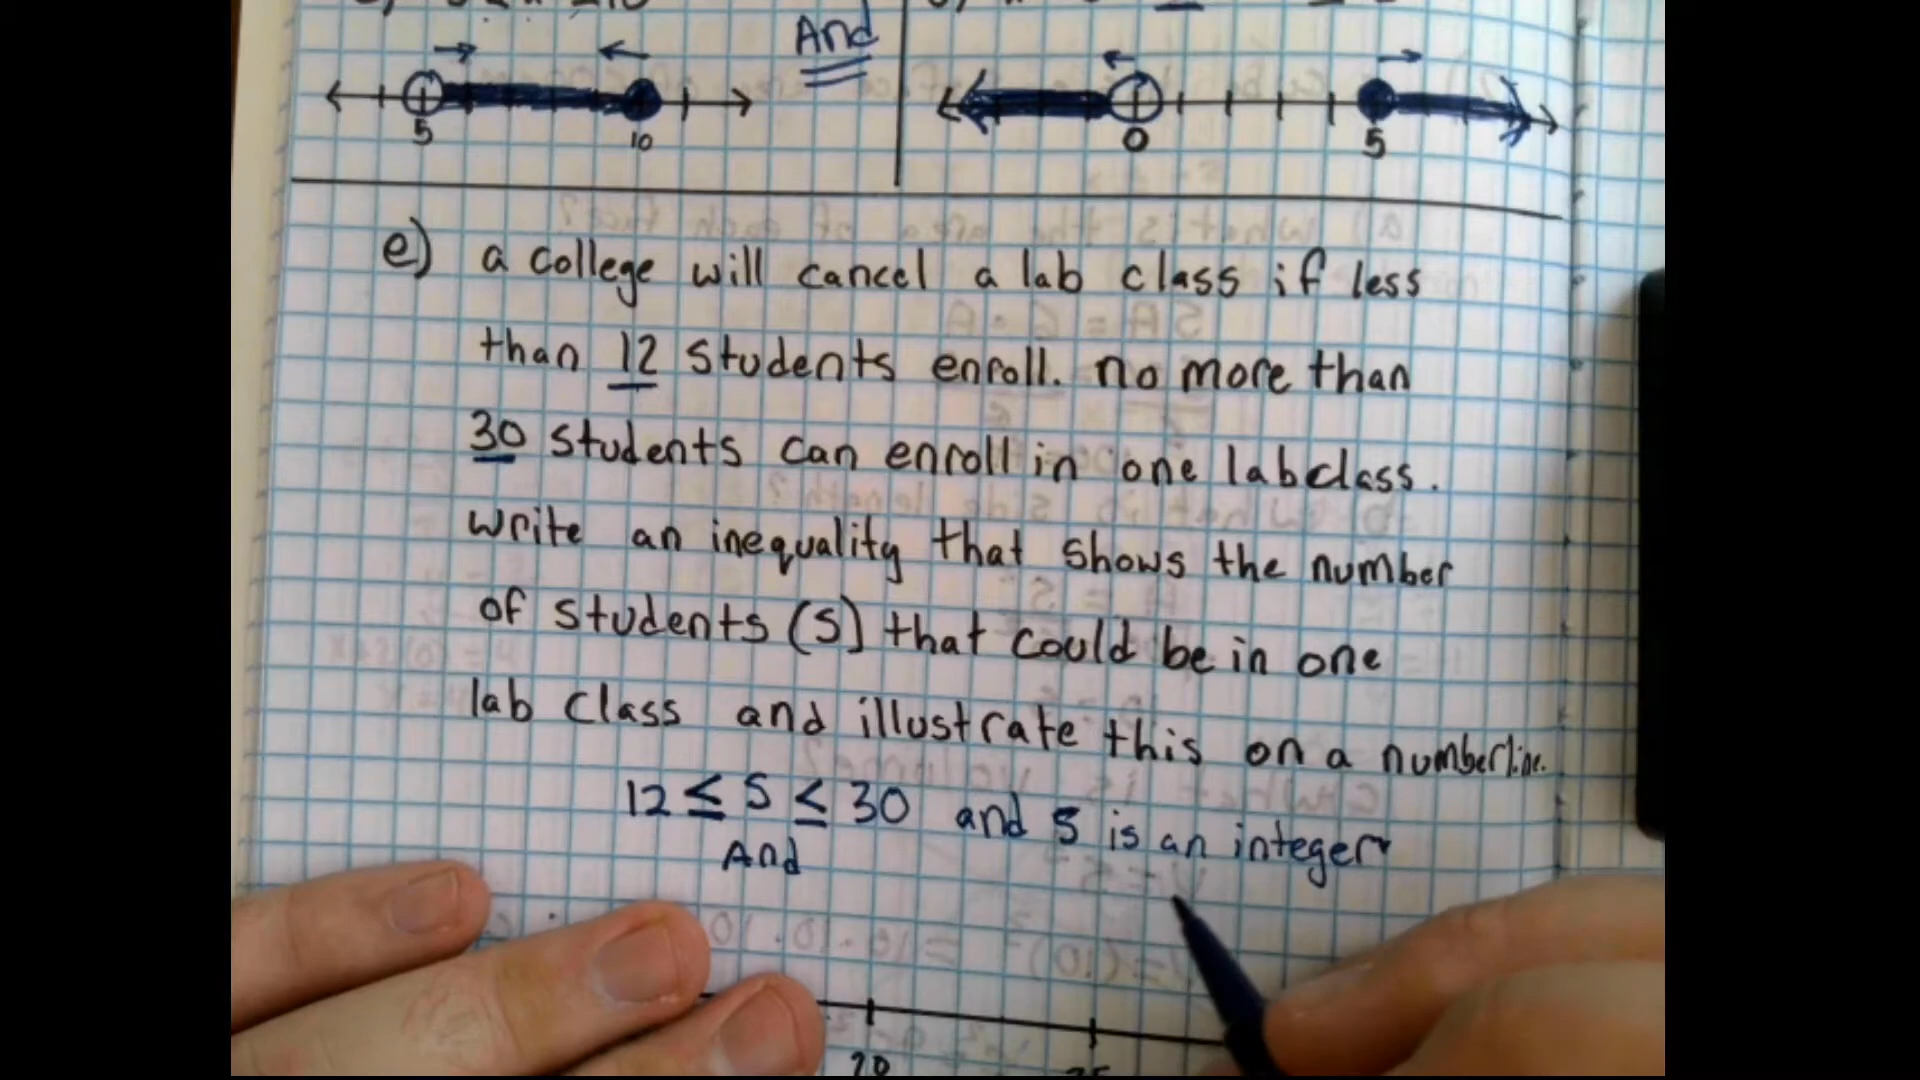 And
5
10
0
5
e) a college will cancel a lab class if less
than 12 students enroll. no more than
30 students can enroll in one labclass.
write an inequality that shows the number
of students (s) that could be in one
lab class and illustrate this on a numberline.
12 ≤ S ≤ 30 and S is an integer
And
20